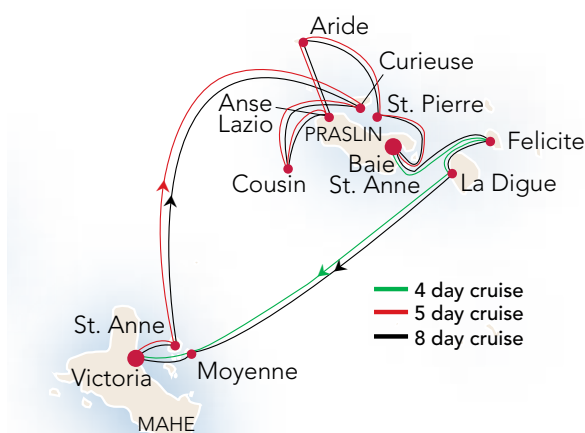 Aride
Curieuse
Anse
Lazio
St. Pierre
PRASLIN
Felicite
Baie
St. Anne
Cousin
La Digue
4 day cruise
5 day cruise
8 day cruise
St. Anne
Victoria
Moyenne
MAHE